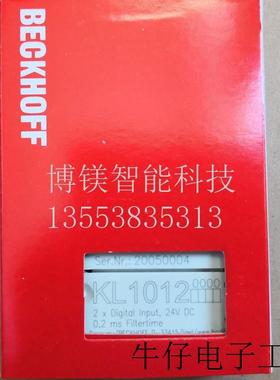 BECKHOFF
博镁智能科技
13553835313
Ser.Nr.: 20050004
KL1012 0000
2 x Digital Input, 24V DC
0,2 ms Filtertime
牛仔电子工